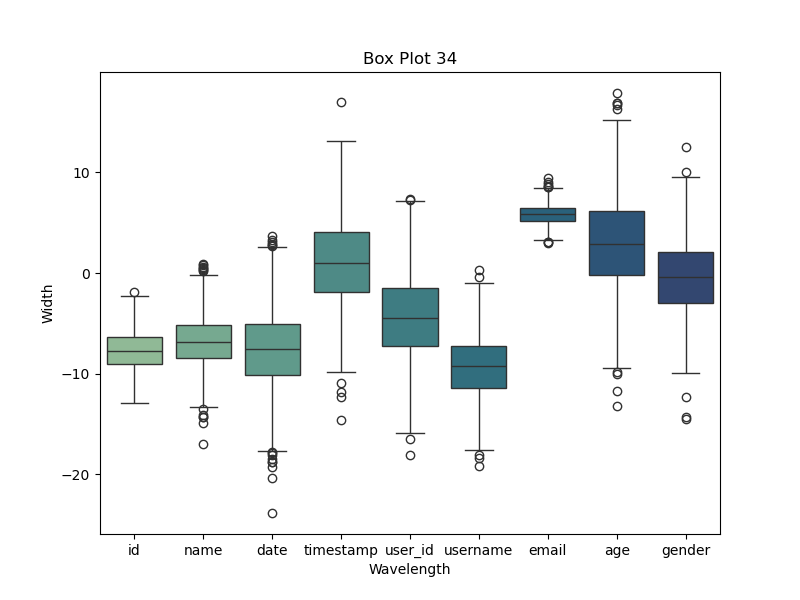 Box Plot 34
Width
10
0
−10
−20
id name date timestamp user_id username email age gender
Wavelength